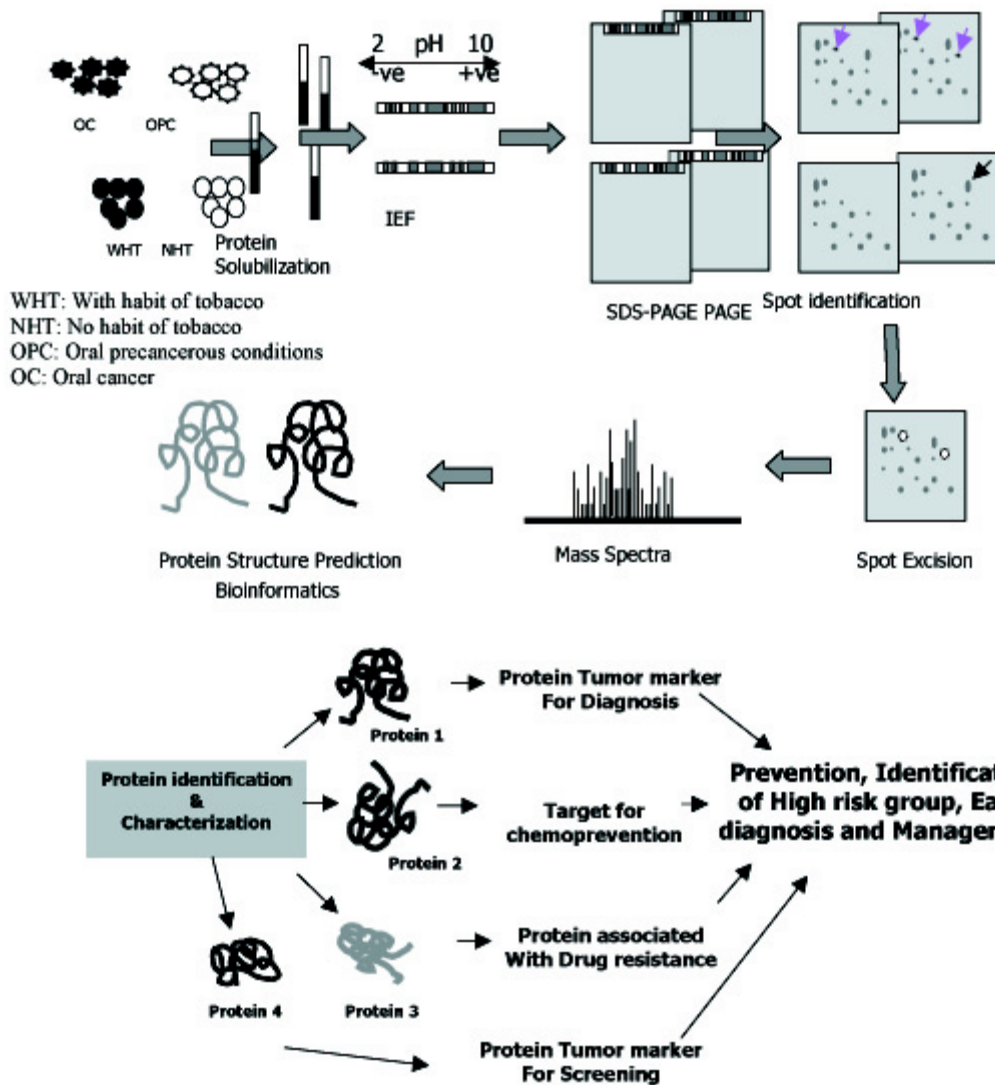 2 pH 10
-ve +ve
OC OPC
WHT NHT
Protein
Solubilization
IEF
SDS-PAGE PAGE
Spot identification
WHT: With habit of tobacco
NHT: No habit of tobacco
OPC: Oral precancerous conditions
OC: Oral cancer
Protein Structure Prediction
Bioinformatics
Mass Spectra
Spot Excision
Protein identification
&
Characterization
Protein 1
Protein 2
Protein 4
Protein 3
Protein Tumor marker
For Diagnosis
Target for
chemoprevention
Protein associated
With Drug resistance
Protein Tumor marker
For Screening
Prevention, Identificat
of High risk group, Ea
diagnosis and Manager